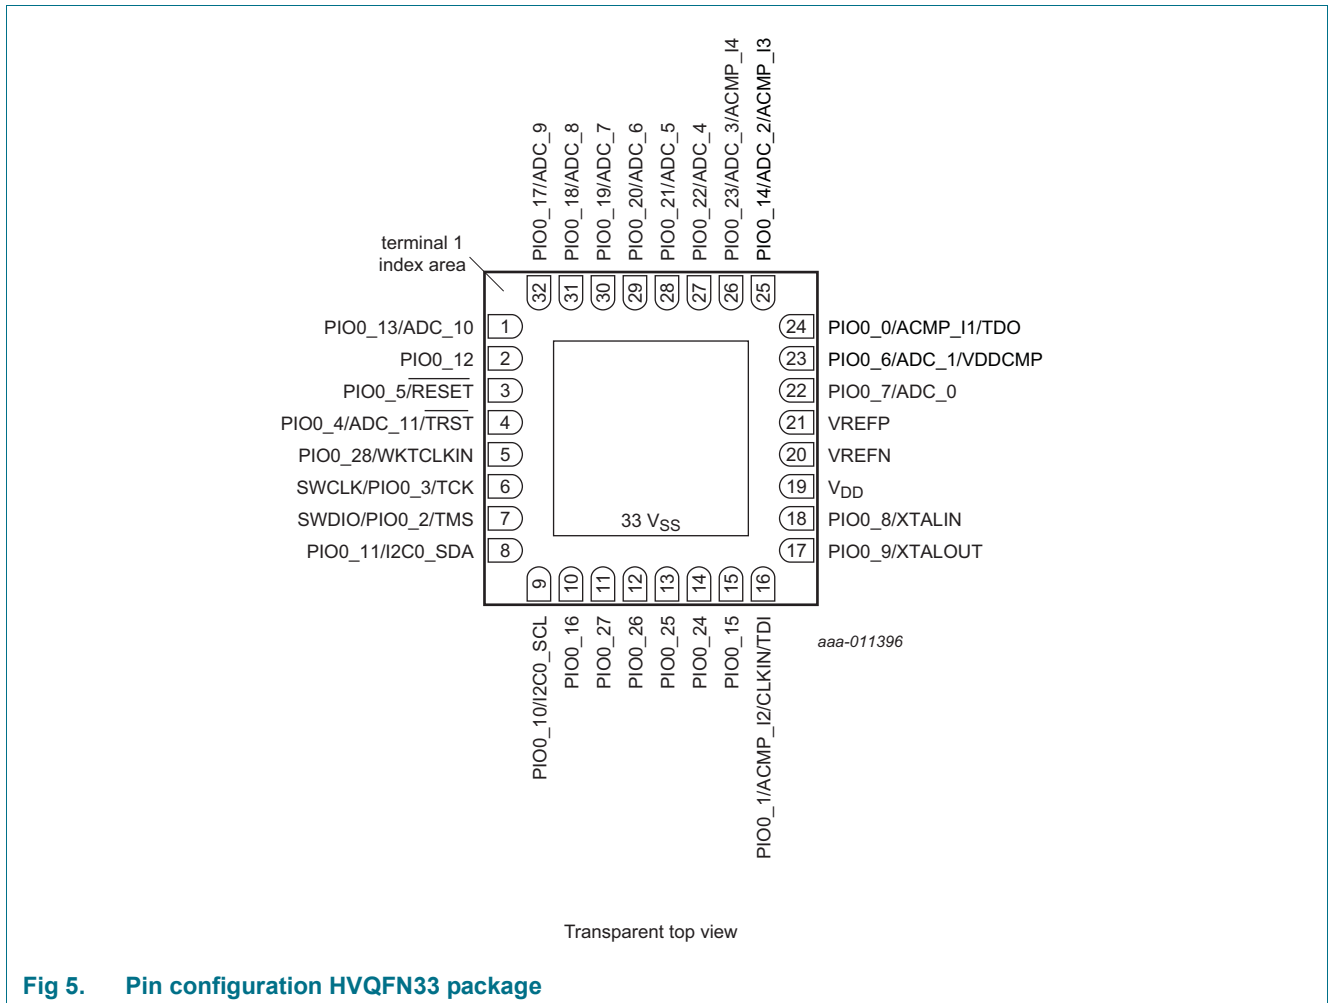 PIO0_17/ADC_9
PIO0_18/ADC_8
PIO0_19/ADC_7
PIO0_20/ADC_6
PIO0_21/ADC_5
PIO0_22/ADC_4
PIO0_23/ADC_3/ACMP_I4
PIO0_14/ADC_2/ACMP_I3
terminal 1
index area
32
31
30
29
28
27
26
25
PIO0_13/ADC_10 1
PIO0_12 2
PIO0_5/RESET 3
PIO0_4/ADC_11/TRST 4
PIO0_28/WKTCLKIN 5
SWCLK/PIO0_3/TCK 6
SWDIO/PIO0_2/TMS 7
PIO0_11/I2C0_SDA 8
24 PIO0_0/ACMP_I1/TDO
23 PIO0_6/ADC_1/VDDCMP
22 PIO0_7/ADC_0
21 VREFP
20 VREFN
19 VDD
18 PIO0_8/XTALIN
17 PIO0_9/XTALOUT
33 VSS
9
10
11
12
13
14
15
16
PIO0_10/I2C0_SCL
PIO0_16
PIO0_27
PIO0_26
PIO0_25
PIO0_24
PIO0_15
PIO0_1/ACMP_I2/CLKIN/TDI
aaa-011396
Transparent top view
Fig 5. Pin configuration HVQFN33 package